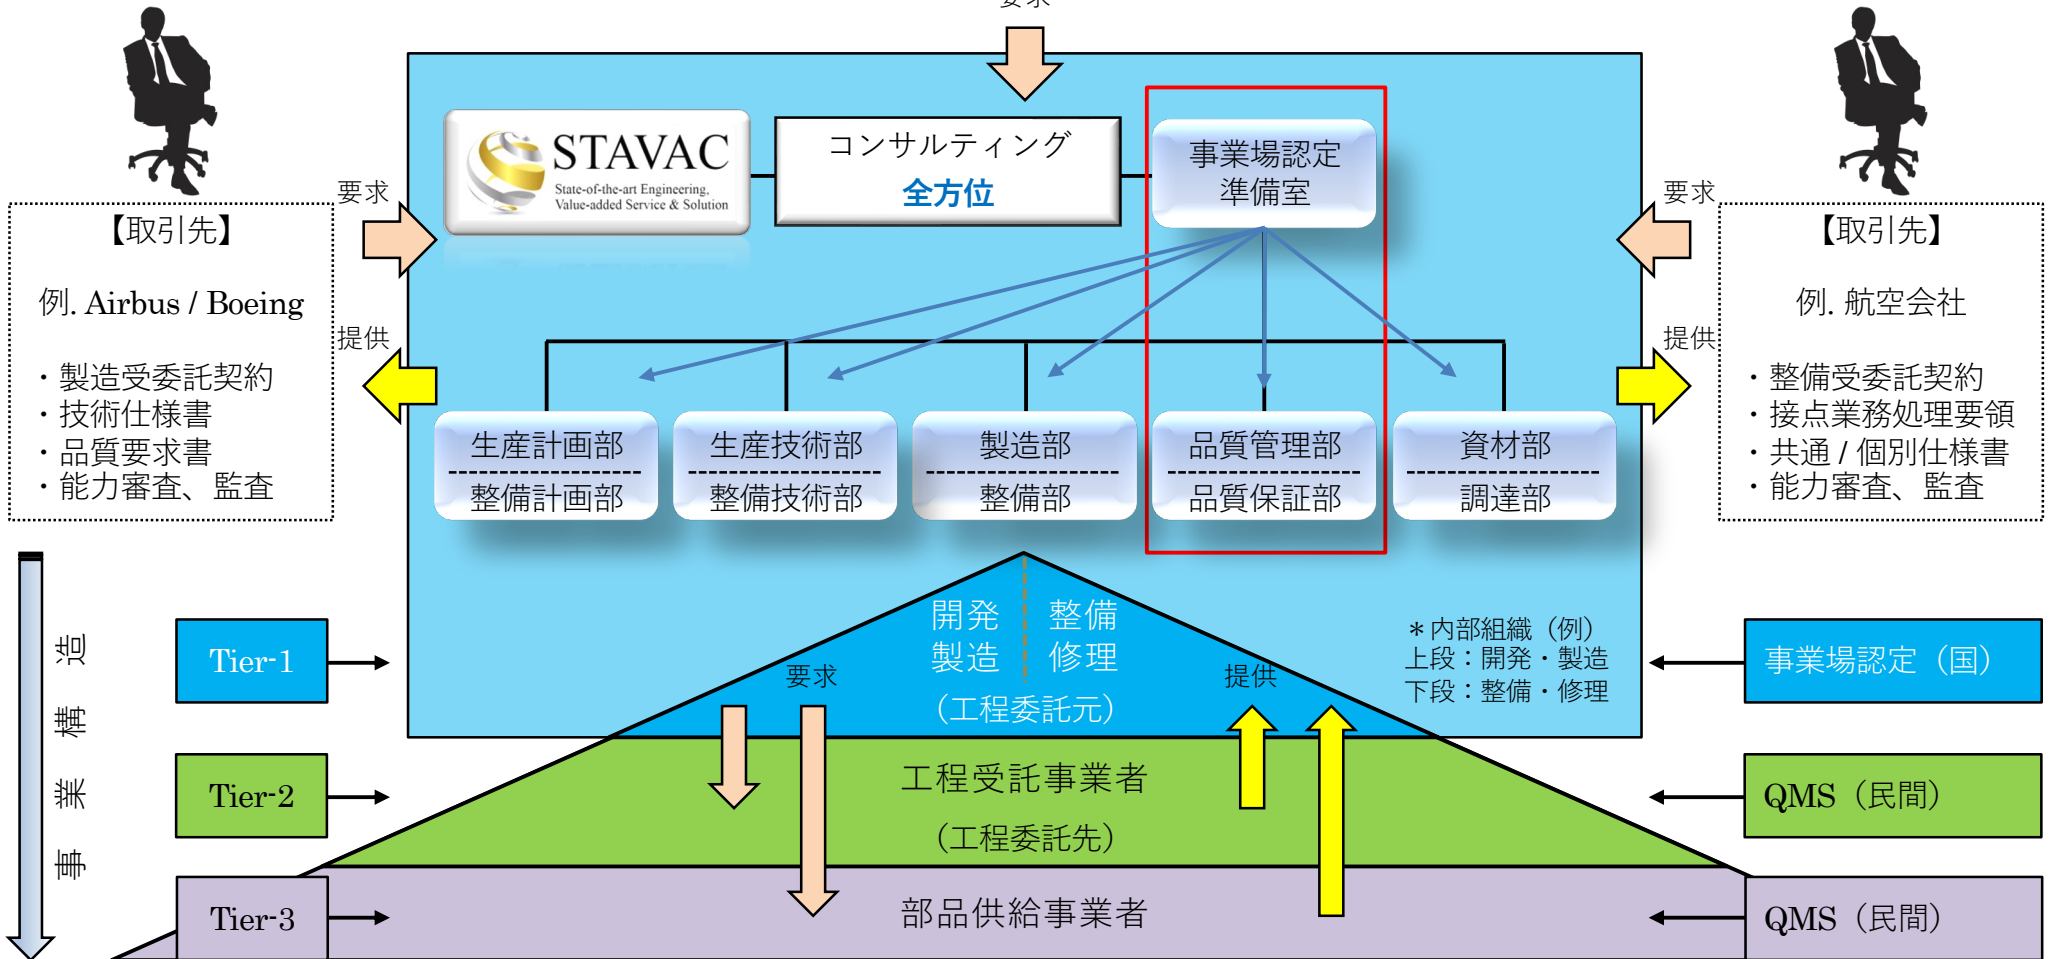 要求
STAVAC
State-of-the-art Engineering,
Value-added Service & Solution
コンサルティング
全方位
事業場認定
準備室
要求
【取引先】
例. Airbus / Boeing
提供
・製造受委託契約
・技術仕様書
・品質要求書
・能力審査、監査
要求
【取引先】
例. 航空会社
提供
・整備受委託契約
・接点業務処理要領
・共通 / 個別仕様書
・能力審査、監査
生産計画部
整備計画部
生産技術部
整備技術部
製造部
整備部
品質管理部
品質保証部
資材部
調達部
事業構造
Tier-1
開発
製造
整備
修理
(工程委託元)
要求
提供
＊内部組織（例）
上段：開発・製造
下段：整備・修理
事業場認定（国）
Tier-2
工程受託事業者
(工程委託先)
QMS（民間）
Tier-3
部品供給事業者
QMS（民間）